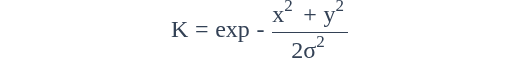 K = exp - x² + y² / 2σ²